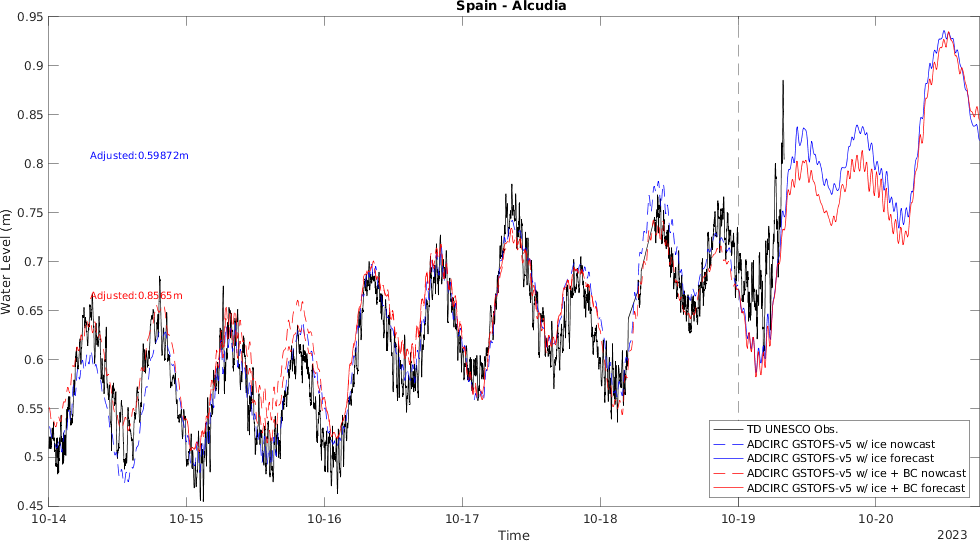 Spain - Alcudia
0.95
0.9
0.85
0.8
0.75
0.7
0.65
0.6
0.55
0.5
0.45
Water Level (m)
Adjusted:0.59872m
Adjusted:0.8565m
TD UNESCO Obs.
ADCIRC GSTOFS-v5 w/ ice nowcast
ADCIRC GSTOFS-v5 w/ ice forecast
ADCIRC GSTOFS-v5 w/ ice + BC nowcast
ADCIRC GSTOFS-v5 w/ ice + BC forecast
10-14 10-15 10-16 10-17 10-18 10-19 10-20
Time
2023